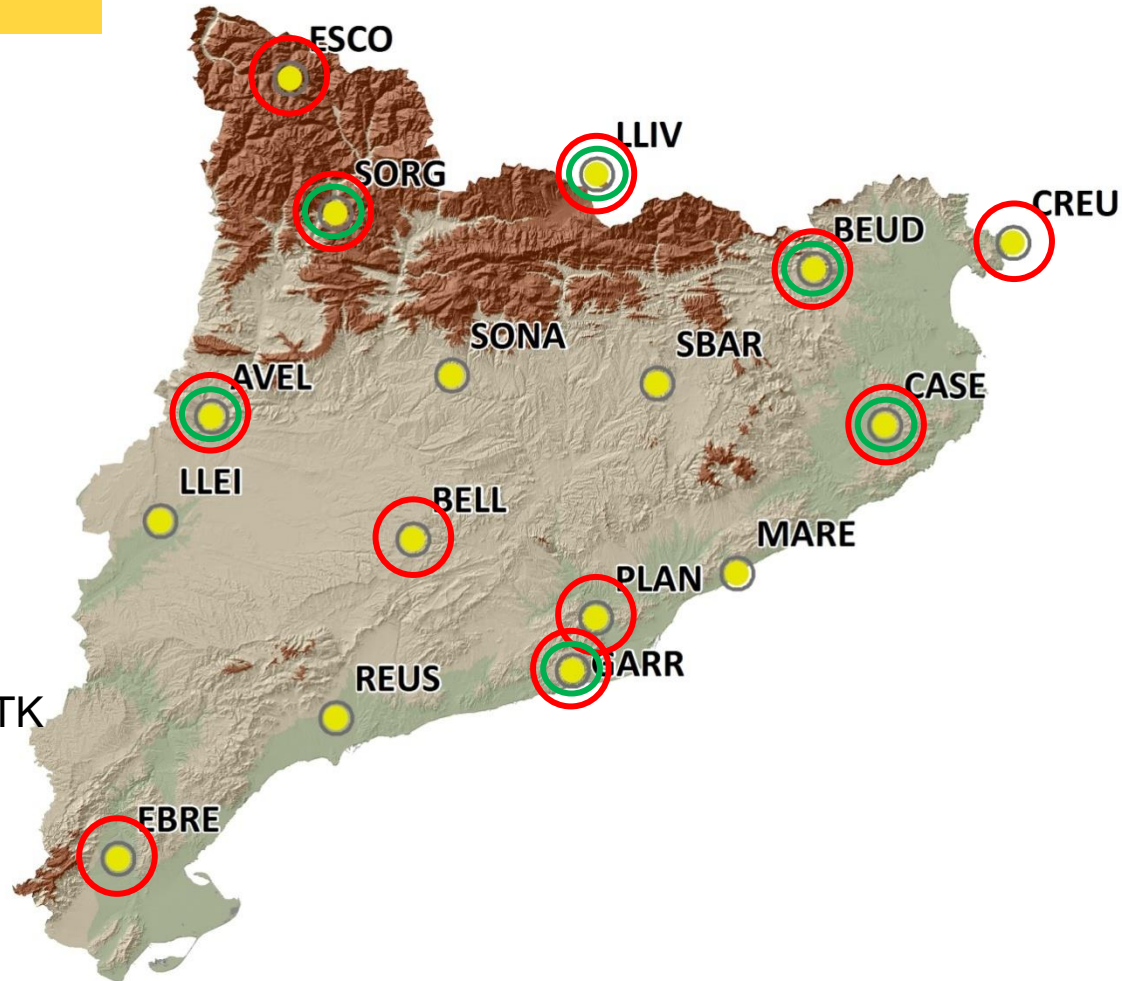 ESCO
LLIV
SORG
CREU
BEUD
SONA
SBAR
AVEL
CASE
LLEI
BELL
MARE
PLAN
GARR
REUS
TK
EBRE